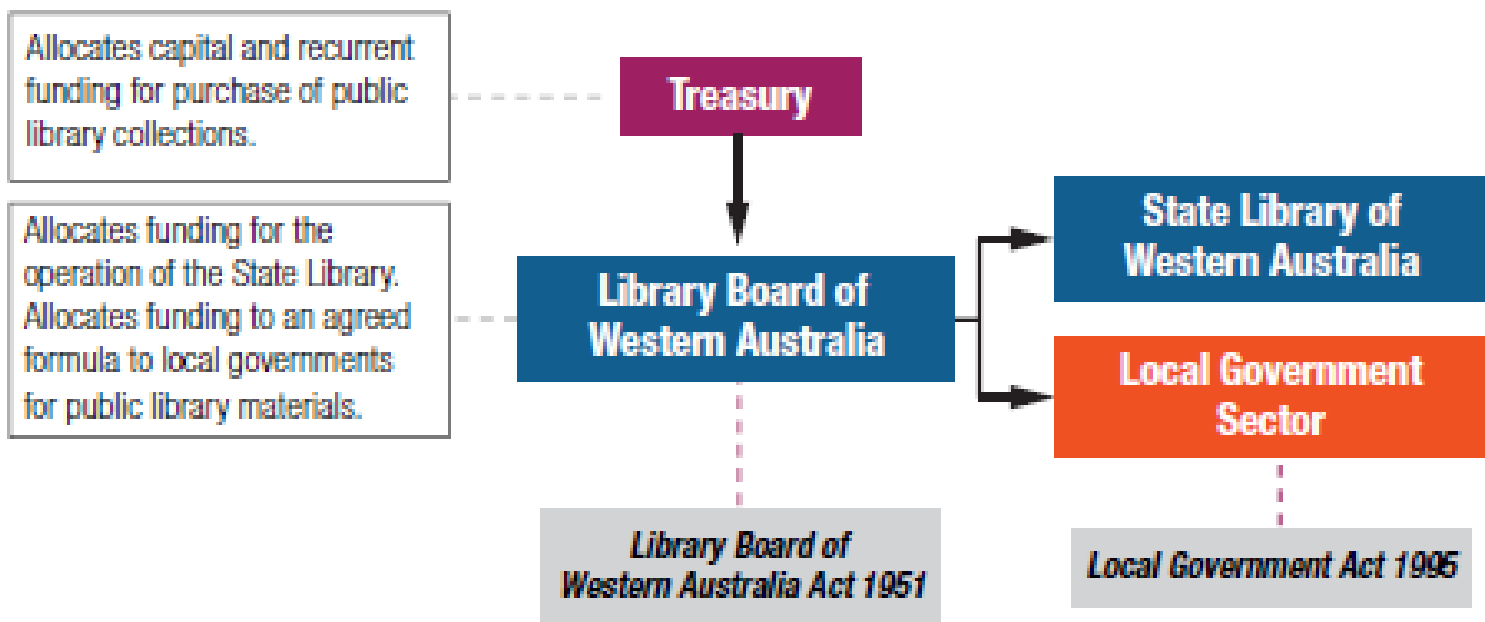 Allocates capital and recurrent
funding for purchase of public
library collections.
Treasury
Allocates funding for the
operation of the State Library.
Allocates funding to an agreed
formula to local governments
for public library materials.
Library Board of
Western Australia
State Library of
Western Australia
Local Government
Sector
Library Board of
Western Australia Act 1951
Local Government Act 1995